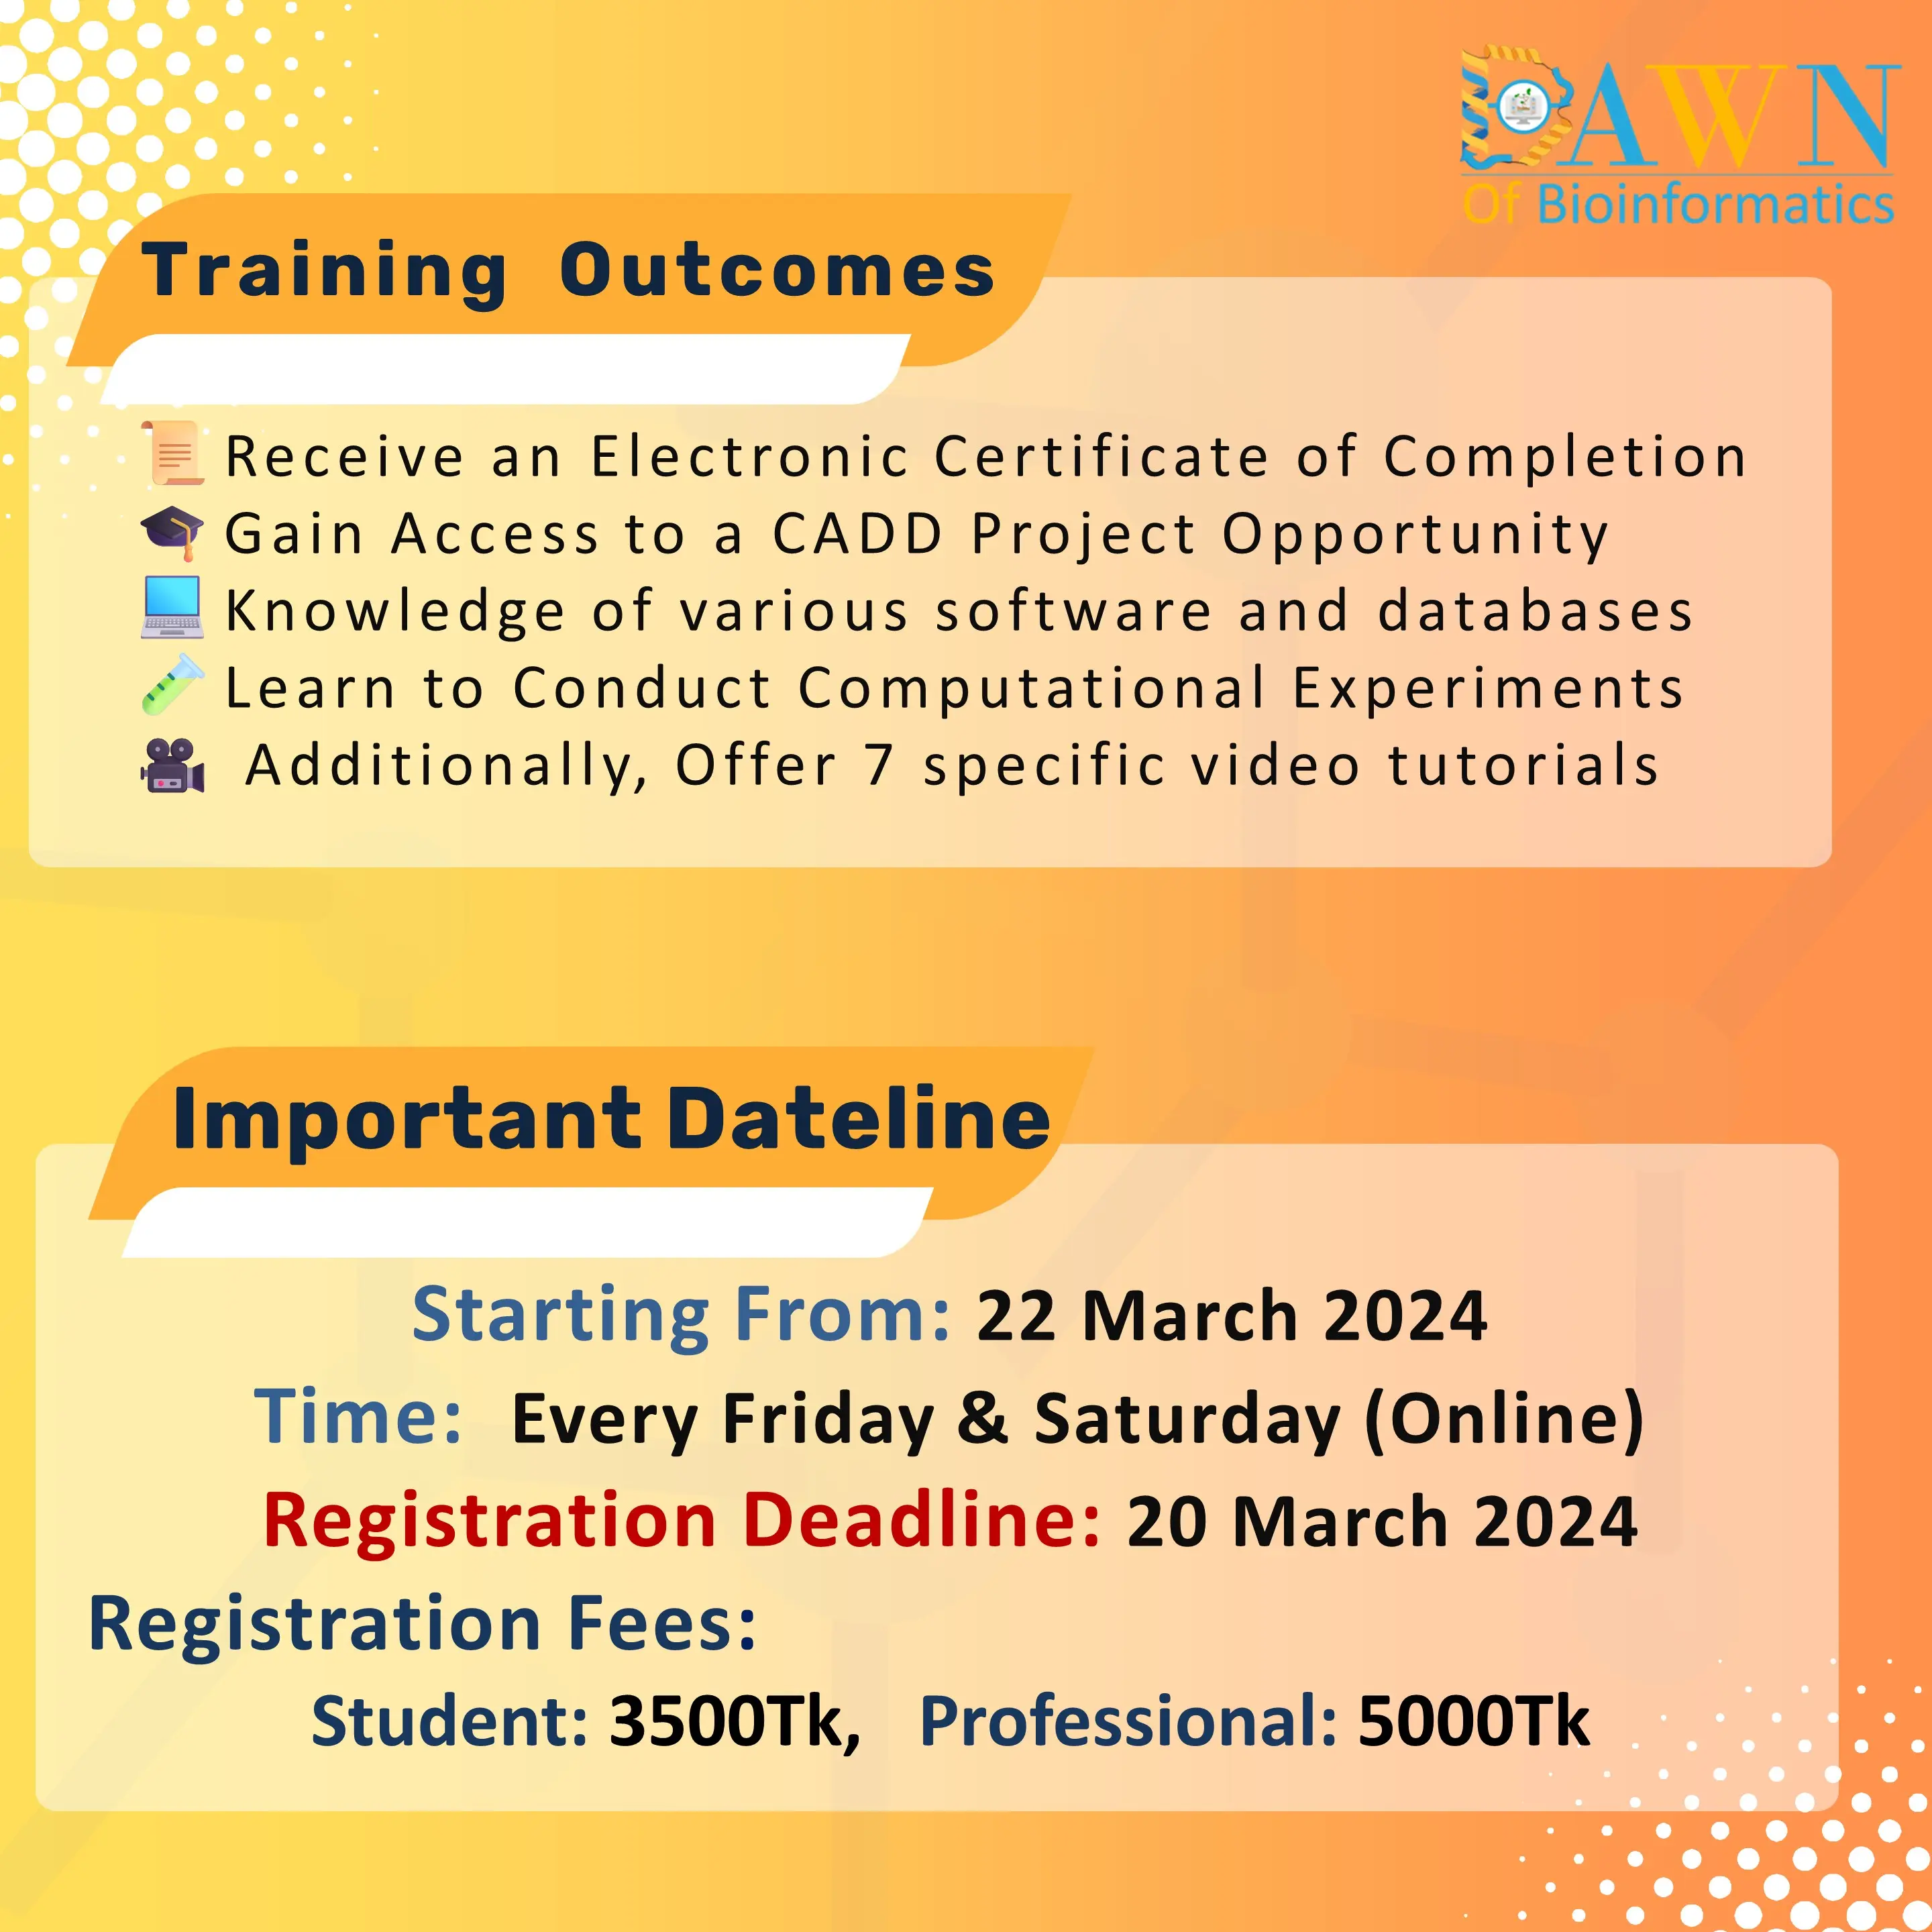 DAWN
Of Bioinformatics
Training Outcomes
Receive an Electronic Certificate of Completion
Gain Access to a CADD Project Opportunity
Knowledge of various software and databases
Learn to Conduct Computational Experiments
Additionally, Offer 7 specific video tutorials
Important Dateline
Starting From: 22 March 2024
Time: Every Friday & Saturday (Online)
Registration Deadline: 20 March 2024
Registration Fees:
Student: 3500Tk, Professional: 5000Tk